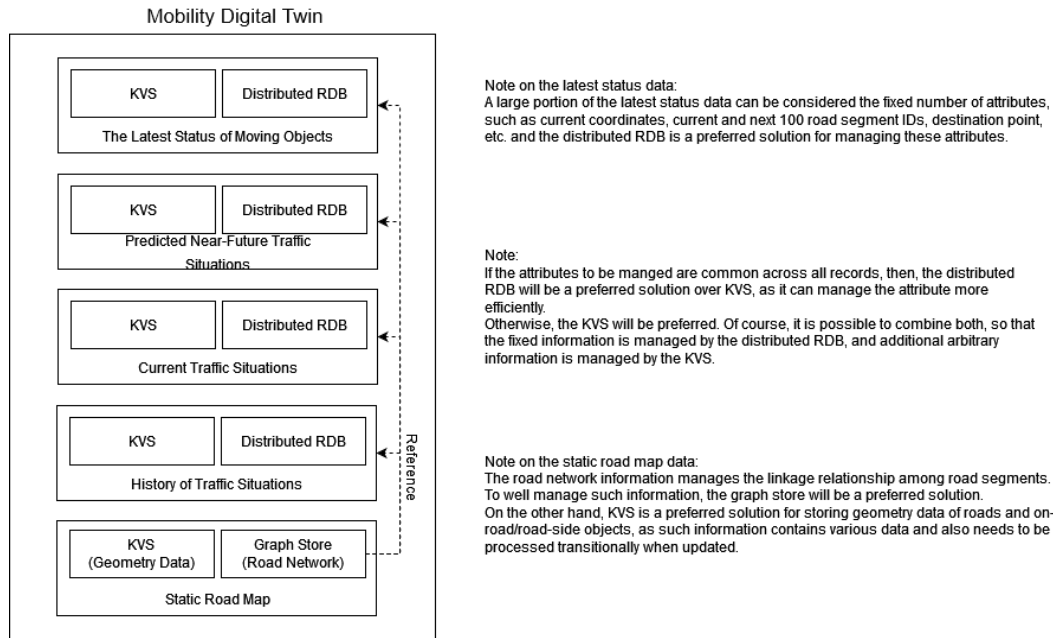 Mobility Digital Twin
KVS
Distributed RDB
The Latest Status of Moving Objects
KVS
Distributed RDB
Predicted Near-Future Traffic
Situations
KVS
Distributed RDB
Current Traffic Situations
KVS
Distributed RDB
History of Traffic Situations
KVS
(Geometry Data)
Graph Store
(Road Network)
Static Road Map
Reference
Note on the latest status data:
A large portion of the latest status data can be considered the fixed number of attributes,
such as current coordinates, current and next 100 road segment IDs, destination point,
etc. and the distributed RDB is a preferred solution for managing these attributes.
Note:
If the attributes to be manged are common across all records, then, the distributed
RDB will be a preferred solution over KVS, as it can manage the attribute more
efficiently.
Otherwise, the KVS will be preferred. Of course, it is possible to combine both, so that
the fixed information is managed by the distributed RDB, and additional arbitrary
information is managed by the KVS.
Note on the static road map data:
The road network information manages the linkage relationship among road segments.
To well manage such information, the graph store will be a preferred solution.
On the other hand, KVS is a preferred solution for storing geometry data of roads and on-
road/road-side objects, as such information contains various data and also needs to be
processed transitionally when updated.